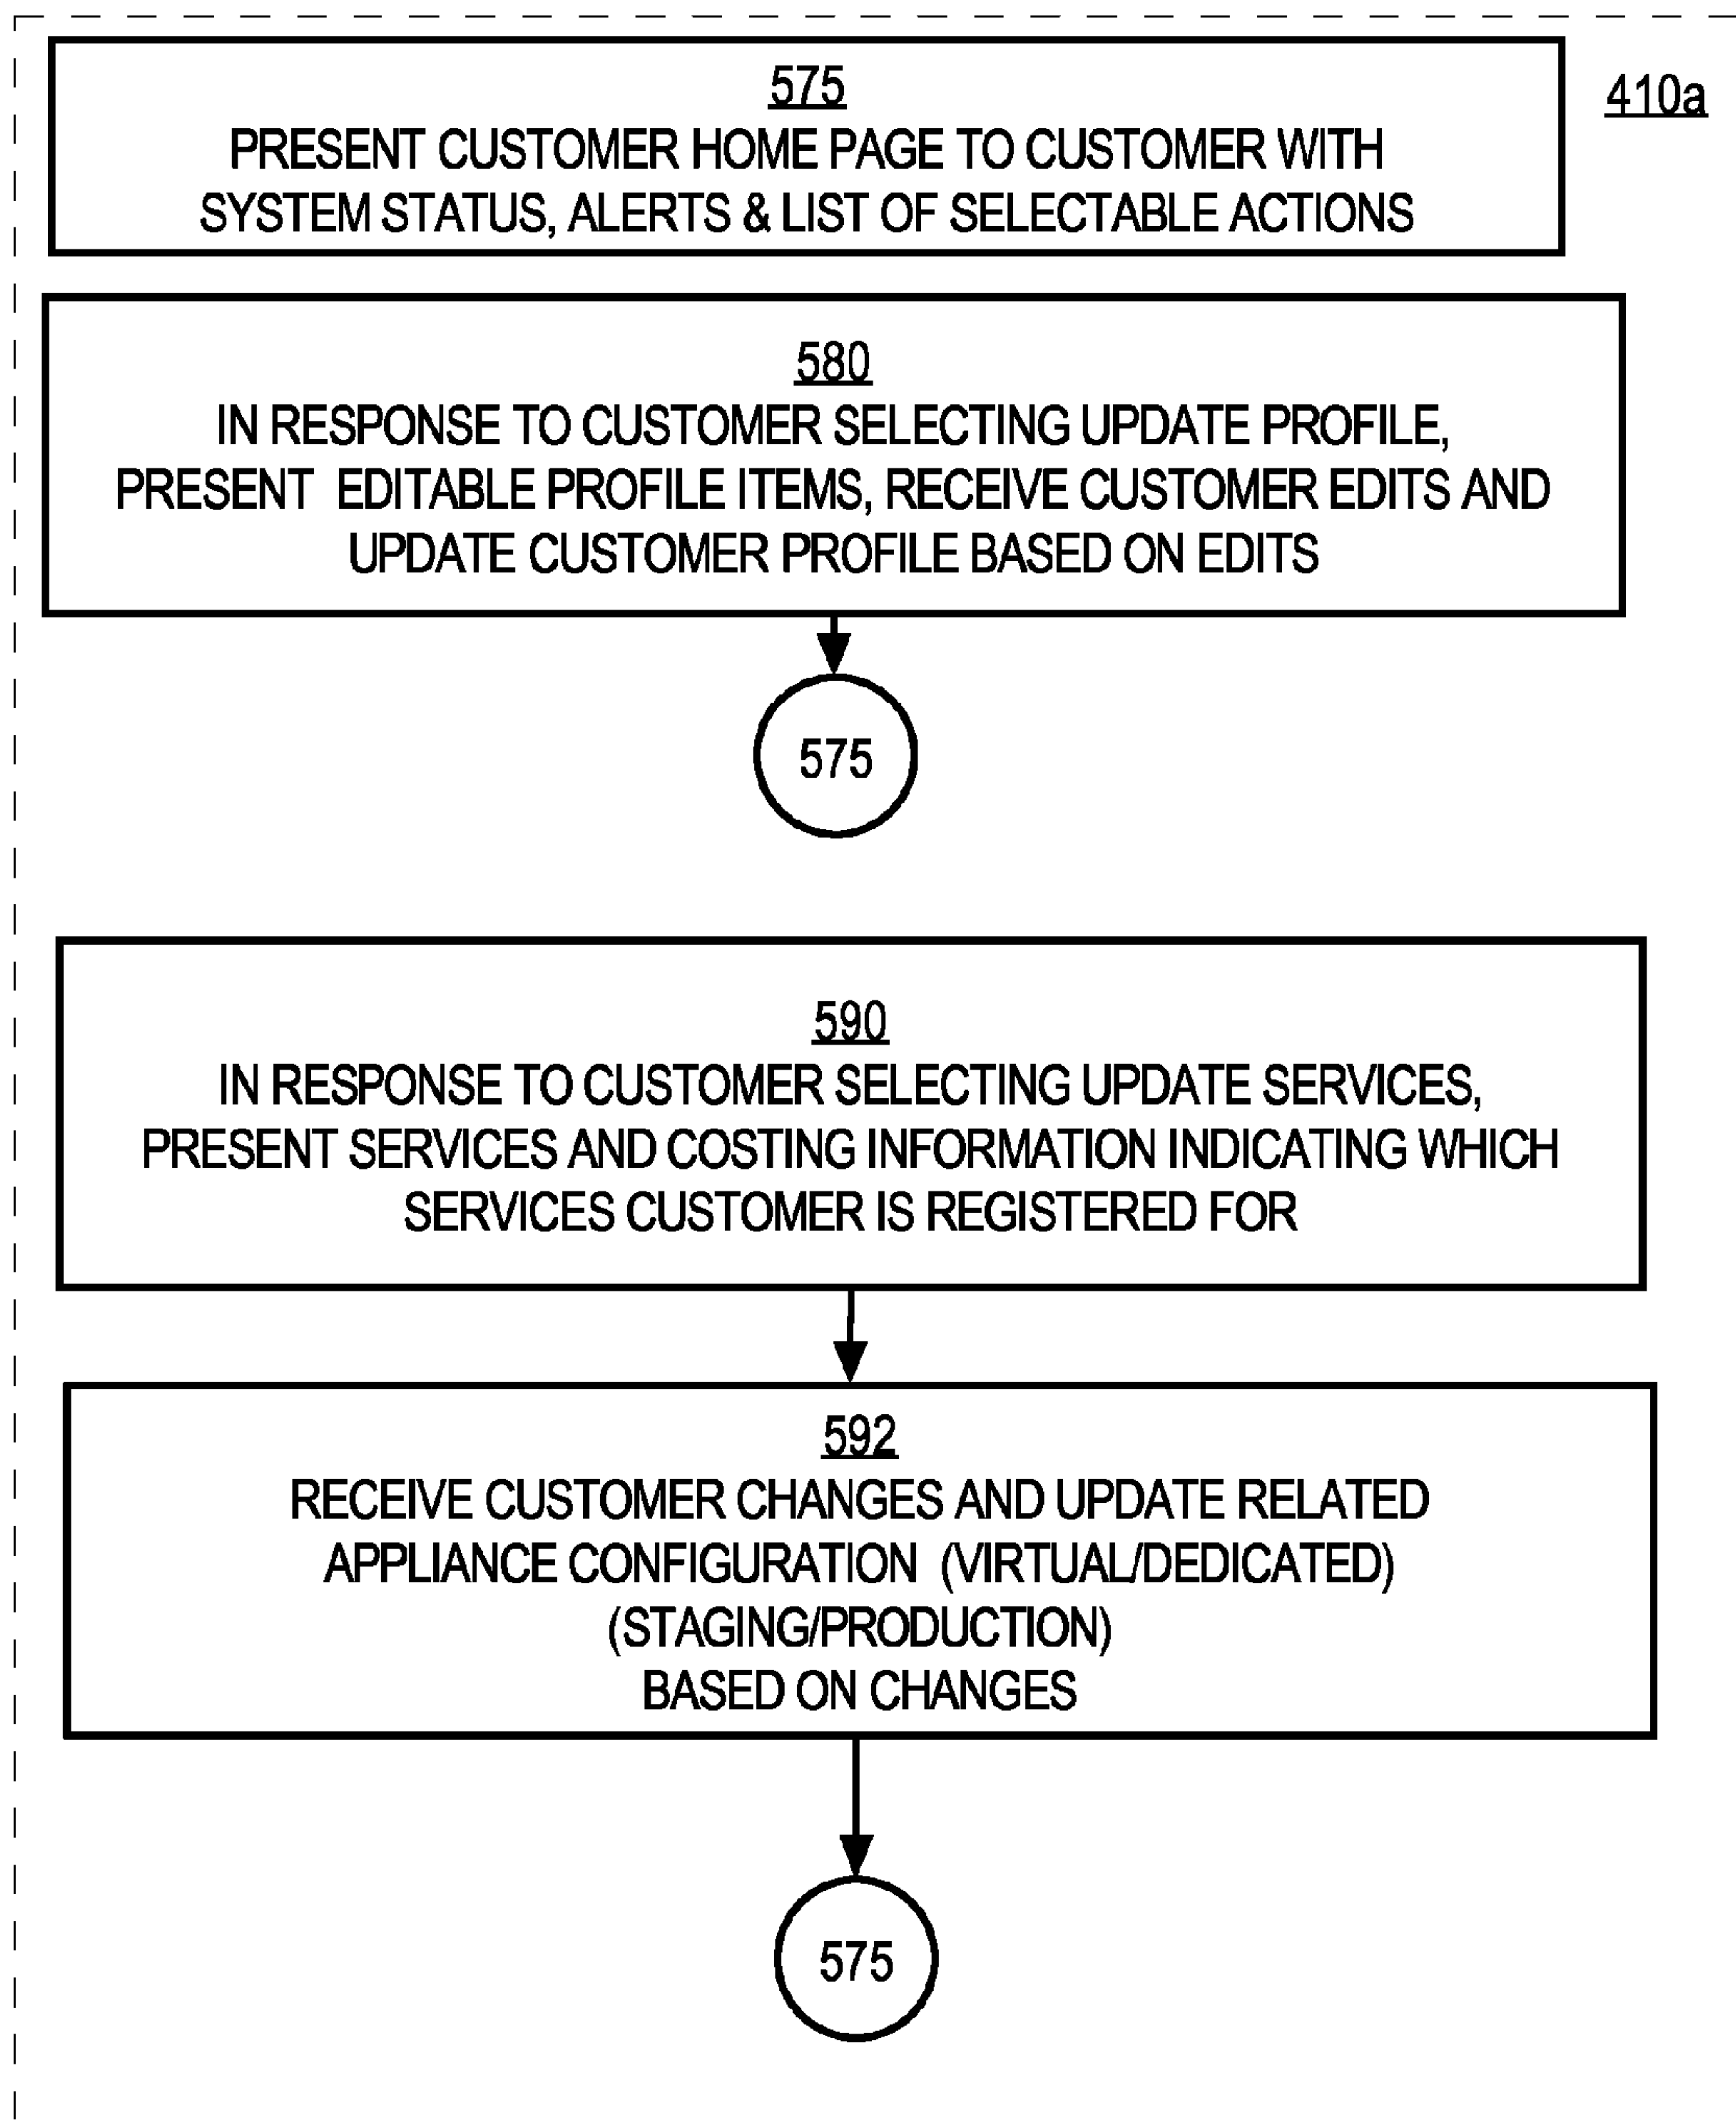 575
410a
PRESENT CUSTOMER HOME PAGE TO CUSTOMER WITH
SYSTEM STATUS, ALERTS & LIST OF SELECTABLE ACTIONS
580
IN RESPONSE TO CUSTOMER SELECTING UPDATE PROFILE,
PRESENT EDITABLE PROFILE ITEMS, RECEIVE CUSTOMER EDITS AND
UPDATE CUSTOMER PROFILE BASED ON EDITS
575
590
IN RESPONSE TO CUSTOMER SELECTING UPDATE SERVICES,
PRESENT SERVICES AND COSTING INFORMATION INDICATING WHICH
SERVICES CUSTOMER IS REGISTERED FOR
592
RECEIVE CUSTOMER CHANGES AND UPDATE RELATED
APPLIANCE CONFIGURATION (VIRTUAL/DEDICATED)
(STAGING/PRODUCTION)
BASED ON CHANGES
575